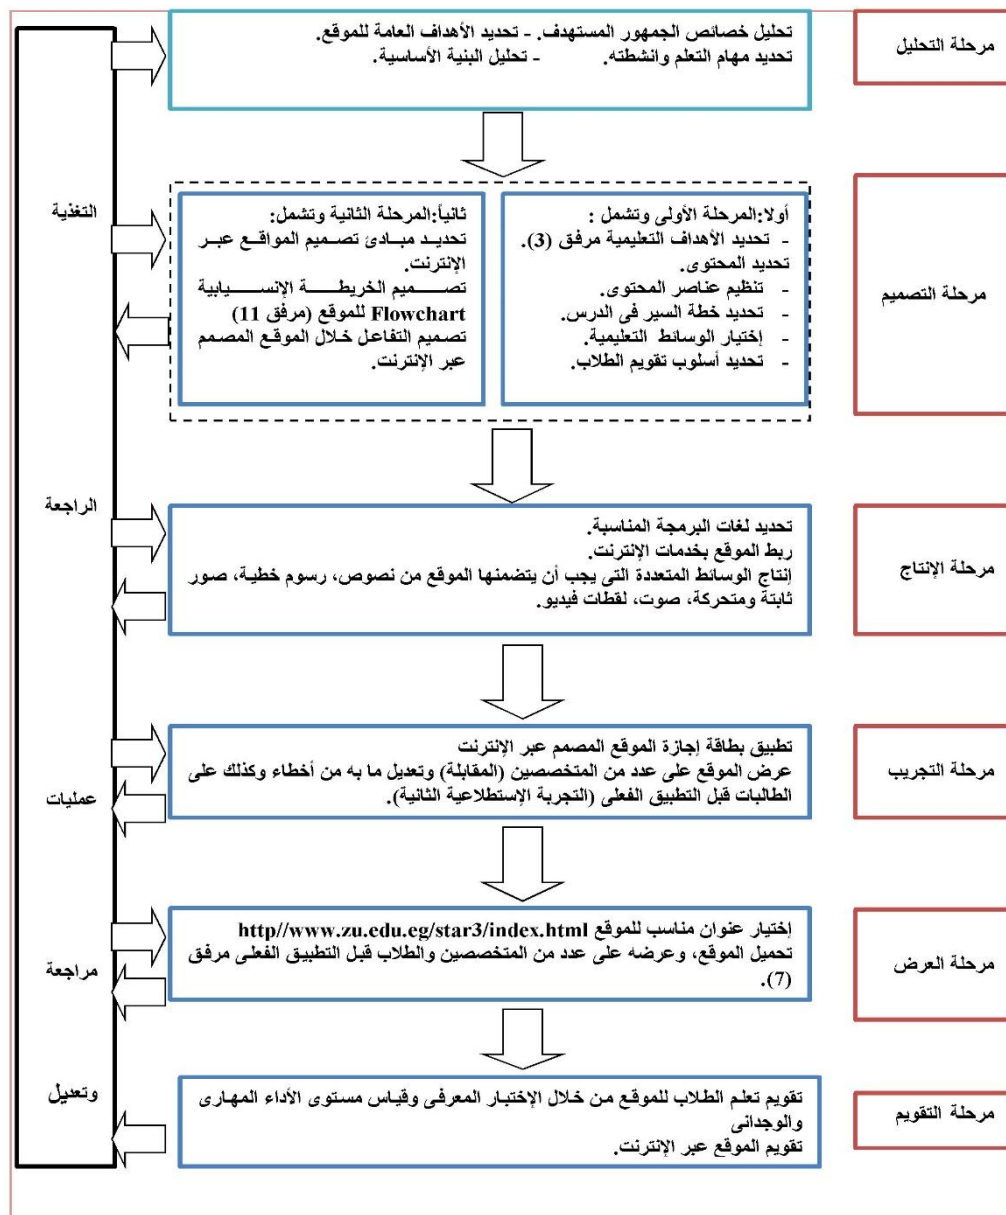 مرحلة التحليل
تحليل خصائص الجمهور المستهدف. - تحديد الأهداف العامة للموقع.
تحديد مهام التعلم وانشطته. - تحليل البنية الأساسية.
مرحلة التصميم
أولا:المرحلة الأولى وتشمل :
- تحديد الأهداف التعليمية مرفق (3).
تحديد المحتوى.
- تنظيم عناصر المحتوى.
- تحديد خطة السير فى الدرس.
- إختيار الوسائط التعليمية.
- تحديد أسلوب تقويم الطلاب.
ثانياً:المرحلة الثانية وتشمل:
تحديد مبادئ تصميم المواقع عبر
الإنترنت.
تصميم الخريطة الإنسيابية
Flowchart للموقع (مرفق 11)
تصميم التفاعل خلال الموقع المصمم
عبر الإنترنت.
مرحلة الإنتاج
تحديد لغات البرمجة المناسبة.
ربط الموقع بخدمات الإنترنت.
إنتاج الوسائط المتعددة التى يجب أن يتضمنها الموقع من نصوص، رسوم خطية، صور
ثابتة ومتحركة، صوت، لقطات فيديو.
مرحلة التجريب
تطبيق بطاقة إجازة الموقع المصمم عبر الإنترنت
عرض الموقع على عدد من المتخصصين (المقابلة) وتعديل ما به من أخطاء وكذلك على
الطالبات قبل التطبيق الفعلى (التجربة الإستطلاعية الثانية).
مرحلة العرض
إختيار عنوان مناسب للموقع http//www.zu.edu.eg/star3/index.html
تحميل الموقع، وعرضه على عدد من المتخصصين والطلاب قبل التطبيق الفعلى مرفق
(7).
مرحلة التقويم
تقويم تعلم الطلاب للموقع من خلال الإختبار المعرفى وقياس مستوى الأداء المهارى
والوجدانى
تقويم الموقع عبر الإنترنت.
التغذية
الراجعة
عمليات
مراجعة
وتعديل